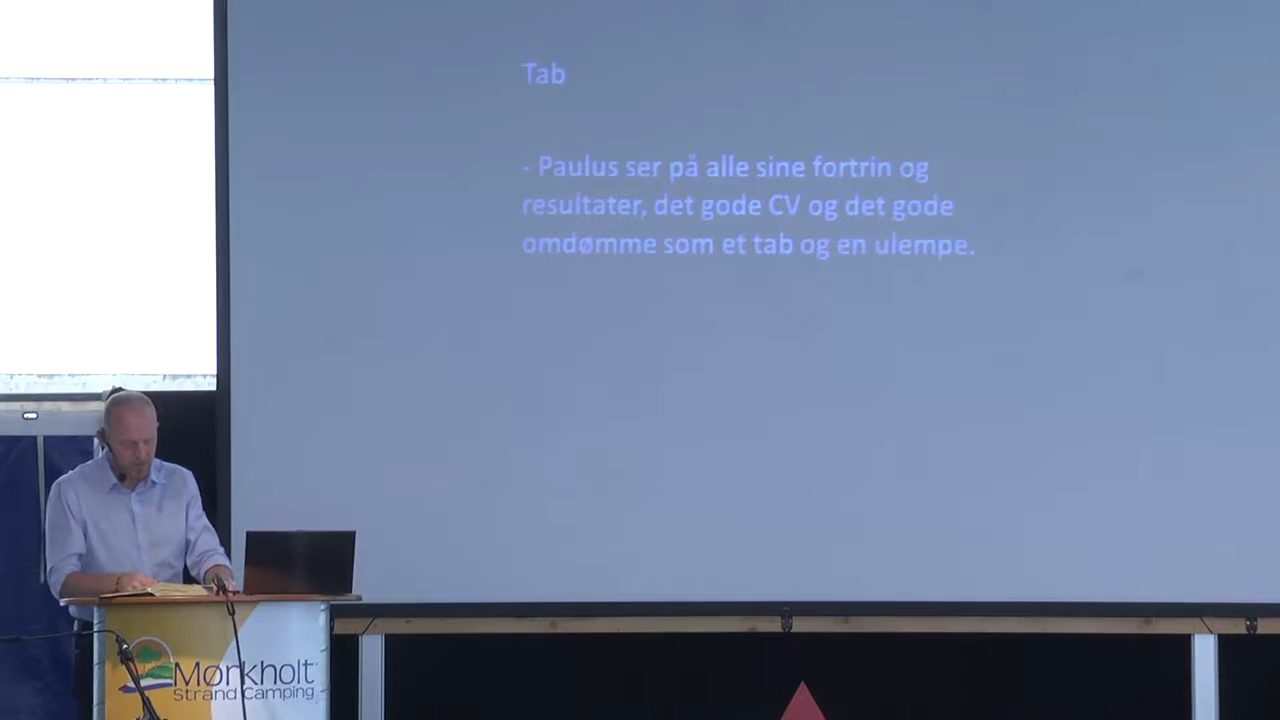 Tab
- Paulus ser på alle sine fortrin og
resultater, det gode CV og det gode
omdømme som et tab og en ulempe.
Mørkholt
Strand Camping